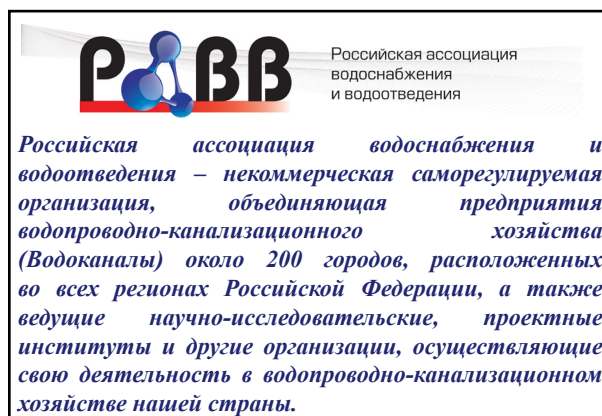 РАВВ
Российская ассоциация
водоснабжения
и водоотведения
Российская ассоциация водоснабжения и
водоотведения – некоммерческая саморегулируемая
организация, объединяющая предприятия
водопроводно-канализационного хозяйства
(Водоканалы) около 200 городов, расположенных
во всех регионах Российской Федерации, а также
ведущие научно-исследовательские, проектные
институты и другие организации, осуществляющие
свою деятельность в водопроводно-канализационном
хозяйстве нашей страны.